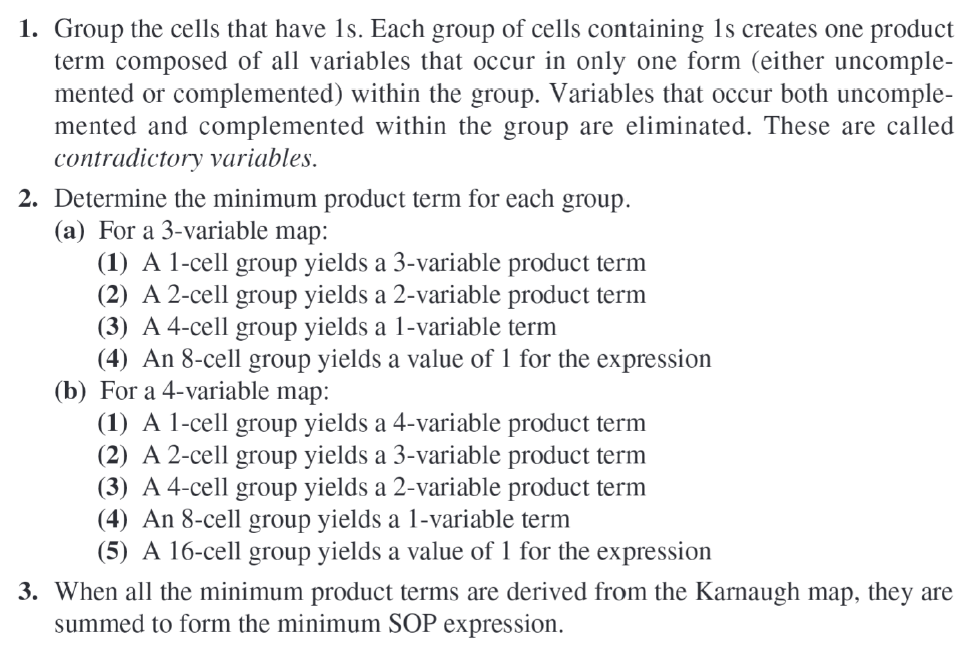 1. Group the cells that have 1s. Each group of cells containing 1s creates one product
term composed of all variables that occur in only one form (either uncomple-
mented or complemented) within the group. Variables that occur both uncomple-
mented and complemented within the group are eliminated. These are called
contradictory variables.
2. Determine the minimum product term for each group.
(a) For a 3-variable map:
(1) A 1-cell group yields a 3-variable product term
(2) A 2-cell group yields a 2-variable product term
(3) A 4-cell group yields a 1-variable term
(4) An 8-cell group yields a value of 1 for the expression
(b) For a 4-variable map:
(1) A 1-cell group yields a 4-variable product term
(2) A 2-cell group yields a 3-variable product term
(3) A 4-cell group yields a 2-variable product term
(4) An 8-cell group yields a 1-variable term
(5) A 16-cell group yields a value of 1 for the expression
3. When all the minimum product terms are derived from the Karnaugh map, they are
summed to form the minimum SOP expression.